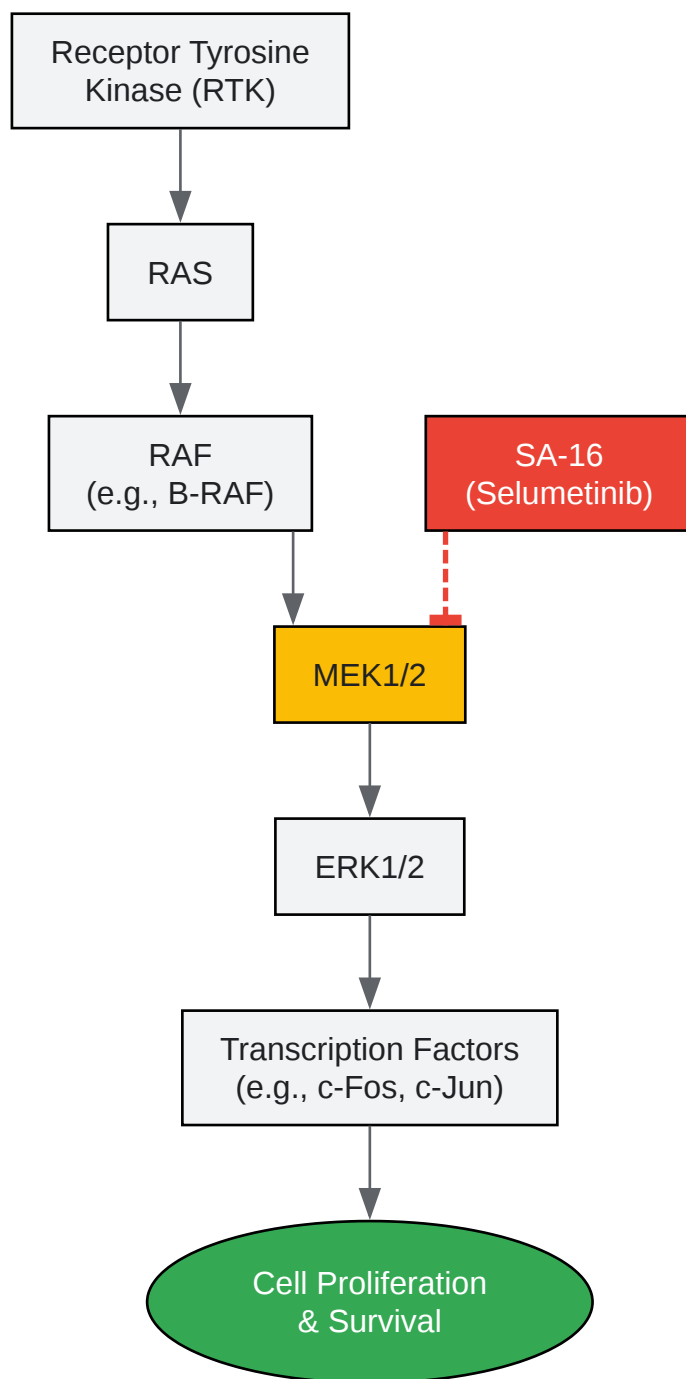 Receptor Tyrosine
Kinase (RTK)
RAS
RAF
(e.g., B-RAF)
SA-16
(Selumetinib)
MEK1/2
ERK1/2
Transcription Factors
(e.g., c-Fos, c-Jun)
Cell Proliferation
& Survival